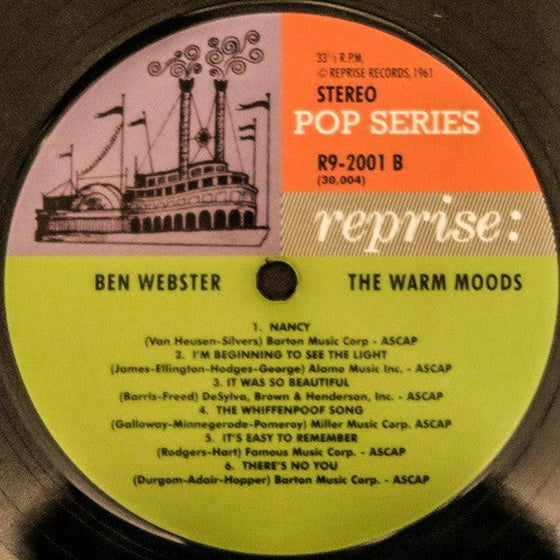 33⅓ R.P.M.
© REPRISE RECORDS, 1961
STEREO
POP SERIES
R9-2001 B
(30,004)
reprise:
BEN WEBSTER THE WARM MOODS
1. NANCY
(Van Heusen-Silvers) Barton Music Corp - ASCAP
2. I'M BEGINNING TO SEE THE LIGHT
(James-Ellington-Hodges-George) Alamo Music Inc. - ASCAP
3. IT WAS SO BEAUTIFUL
(Barris-Freed) DeSylva, Brown & Henderson, Inc. - ASCAP
4. THE WHIFFENPOOF SONG
(Galloway-Minnegerode-Pomeroy) Miller Music Corp. - ASCAP
5. IT'S EASY TO REMEMBER
(Rodgers-Hart) Famous Music Corp. - ASCAP
6. THERE'S NO YOU
(Durgom-Adair-Hopper) Barton Music Corp. - ASCAP